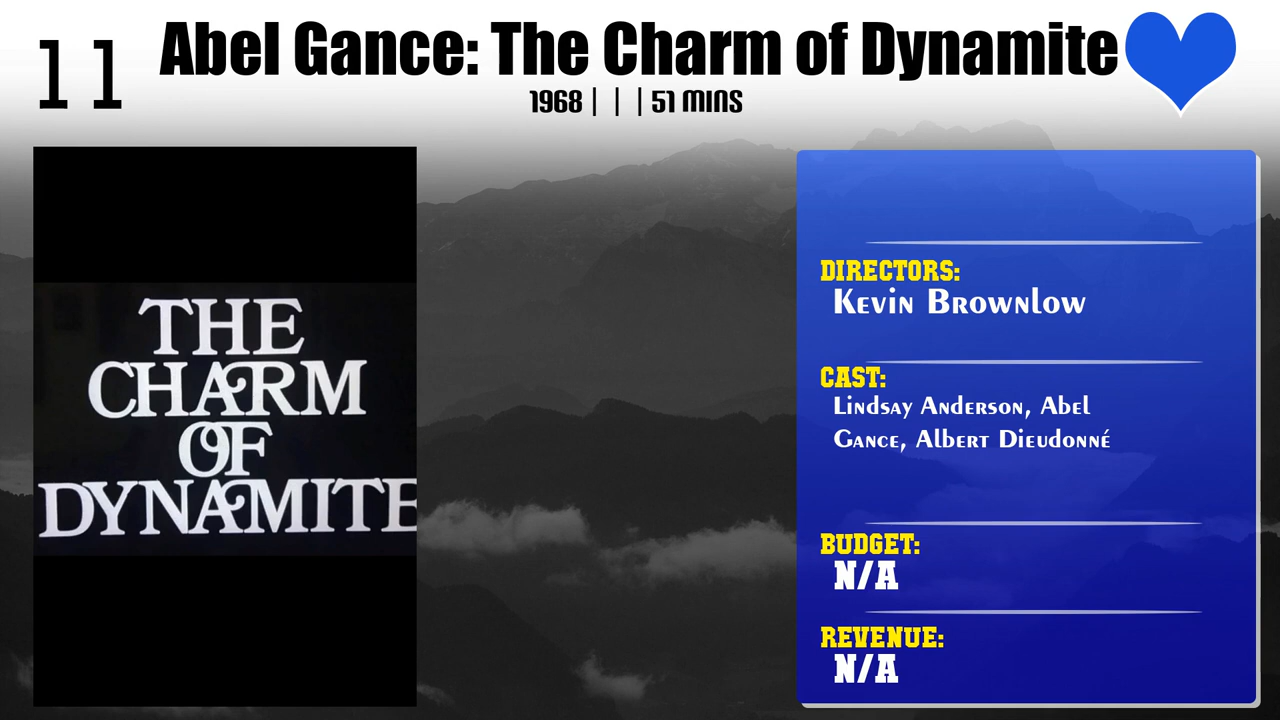 11
Abel Gance: The Charm of Dynamite
1968 | | | 51 MINS
THE
CHARM
OF
DYNAMITE
DIRECTORS:
Kevin Brownlow
CAST:
Lindsay Anderson, Abel
Gance, Albert Dieudonné
BUDGET:
N/A
REVENUE:
N/A